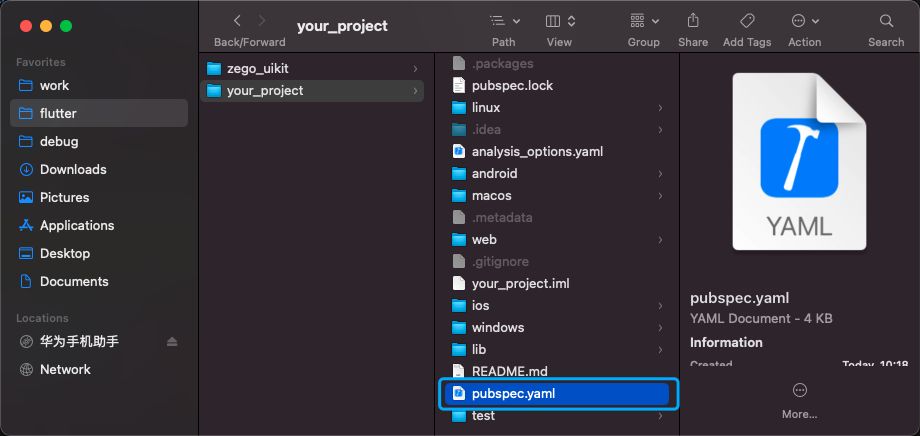 your_project
Back/Forward
Path
View
Group
Share
Add Tags
Action
Search
Favorites
work
flutter
debug
Downloads
Pictures
Applications
Desktop
Documents
Locations
华为手机助手
Network
zego_uikit
your_project
.packages
pubspec.lock
linux
.idea
analysis_options.yaml
android
macos
.metadata
web
.gitignore
your_project.iml
ios
windows
lib
README.md
pubspec.yaml
test
YAML
pubspec.yaml
YAML Document - 4 KB
Information
Created Today, 10:18
More...